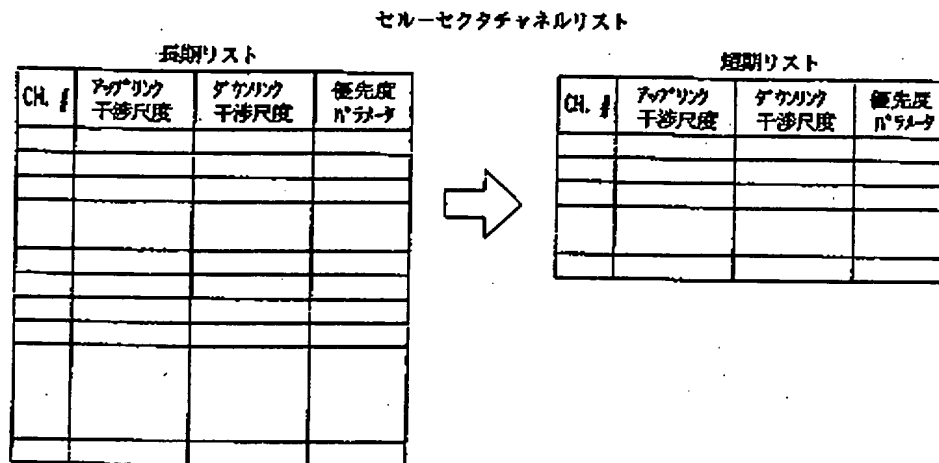 セルーセクタチャネルリスト
長期リスト
CH. #
アップリンク
干渉尺度
ダウンリンク
干渉尺度
優先度
パラメータ
短期リスト
CH. #
アップリンク
干渉尺度
ダウンリンク
干渉尺度
優先度
パラメータ